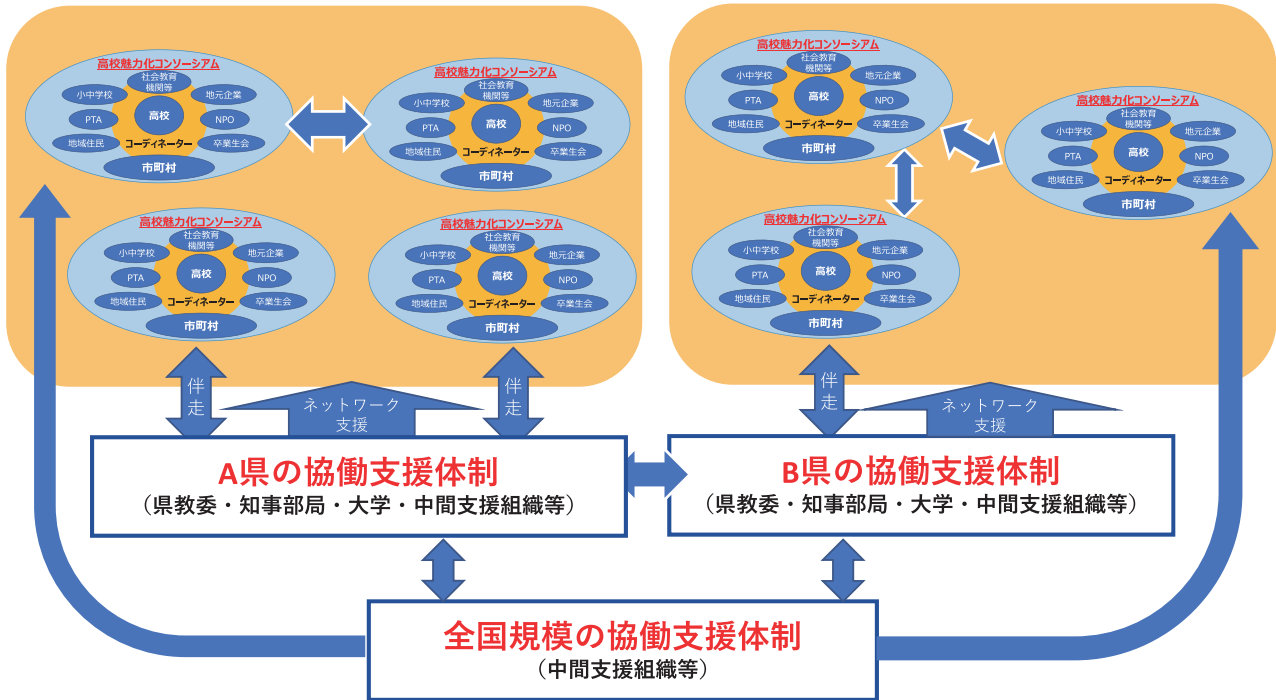 高校魅力化コンソーシアム
社会教育
機関等
小中学校
地元企業
高校
PTA
NPO
地域住民
コーディネーター
卒業生会
市町村
高校魅力化コンソーシアム
社会教育
機関等
小中学校
地元企業
高校
PTA
NPO
地域住民
コーディネーター
卒業生会
市町村
高校魅力化コンソーシアム
社会教育
機関等
小中学校
地元企業
高校
PTA
NPO
地域住民
コーディネーター
卒業生会
市町村
高校魅力化コンソーシアム
社会教育
機関等
小中学校
地元企業
高校
PTA
NPO
地域住民
コーディネーター
卒業生会
市町村
高校魅力化コンソーシアム
社会教育
機関等
小中学校
地元企業
高校
PTA
NPO
地域住民
コーディネーター
卒業生会
市町村
高校魅力化コンソーシアム
社会教育
機関等
小中学校
地元企業
高校
PTA
NPO
地域住民
コーディネーター
卒業生会
市町村
高校魅力化コンソーシアム
社会教育
機関等
小中学校
地元企業
高校
PTA
NPO
地域住民
コーディネーター
卒業生会
市町村
伴走
ネットワーク
支援
伴走
伴走
ネットワーク
支援
A県の協働支援体制
（県教委・知事部局・大学・中間支援組織等）
B県の協働支援体制
（県教委・知事部局・大学・中間支援組織等）
全国規模の協働支援体制
（中間支援組織等）